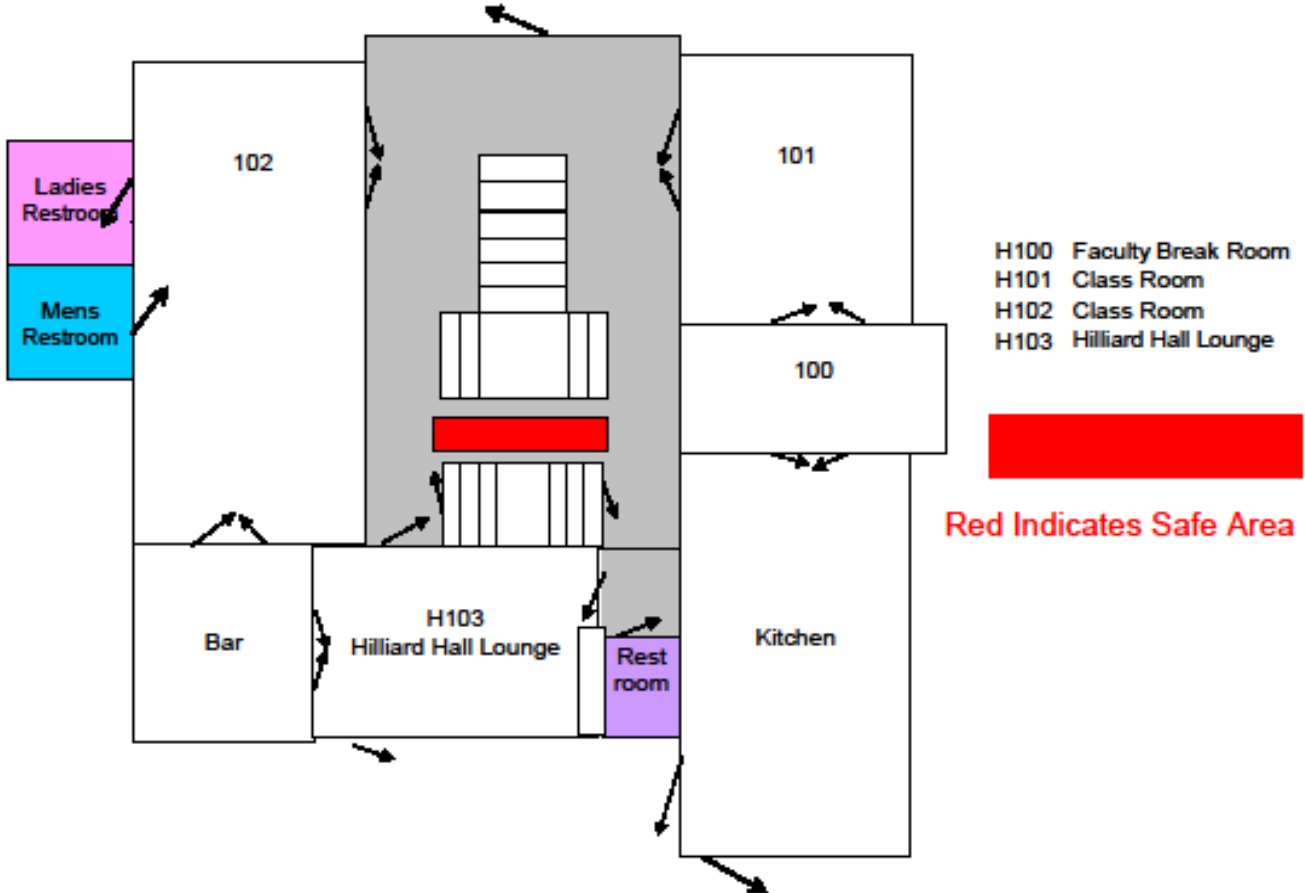 102
101
Ladies
Restroom
Mens
Restroom
100
H100 Faculty Break Room
H101 Class Room
H102 Class Room
H103 Hilliard Hall Lounge
Red Indicates Safe Area
Bar
H103
Hilliard Hall Lounge
Rest
room
Kitchen